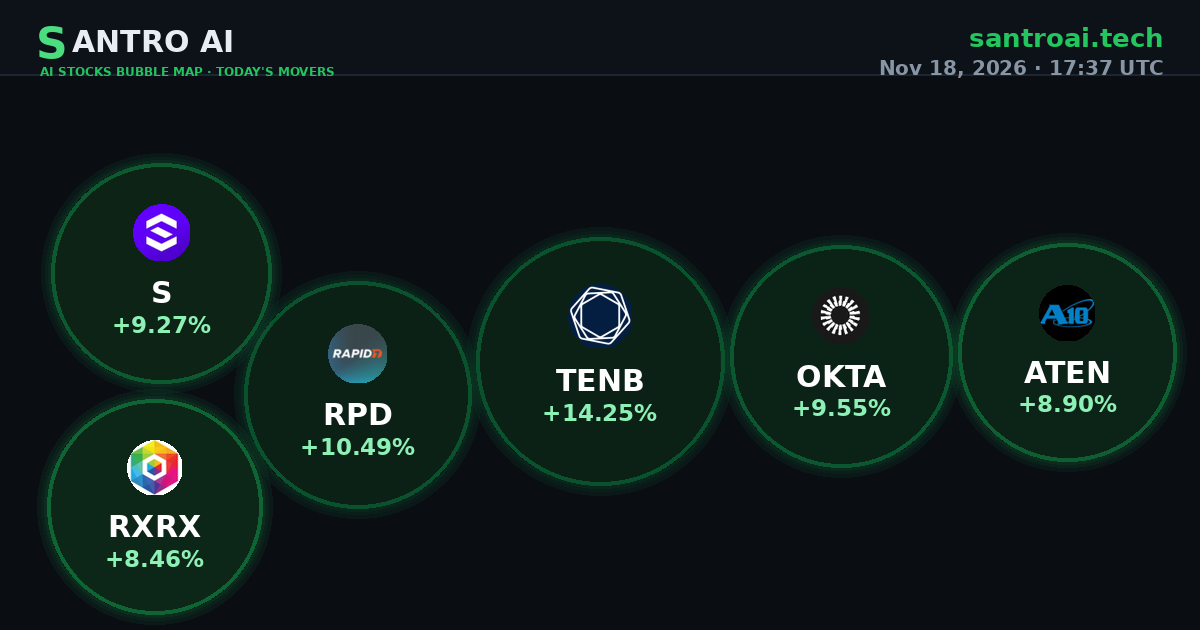 SANTRO AI
AI STOCKS BUBBLE MAP · TODAY'S MOVERS
santroai.tech
Nov 18, 2026 · 17:37 UTC
S
+9.27%
RAPID7
RPD
+10.49%
TENB
+14.25%
OKTA
+9.55%
A10
ATEN
+8.90%
RXRX
+8.46%